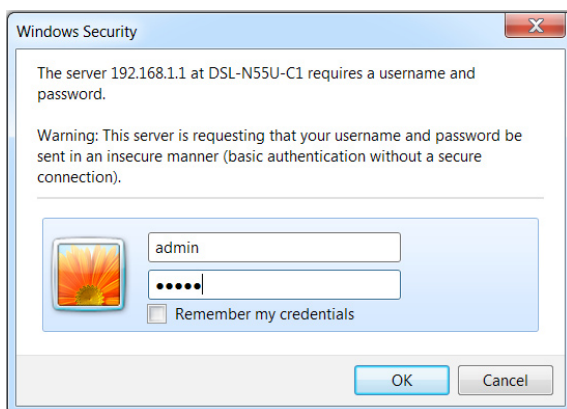 Windows Security
The server 192.168.1.1 at DSL-N55U-C1 requires a username and
password.
Warning: This server is requesting that your username and password be
sent in an insecure manner (basic authentication without a secure
connection).
admin
•••••
Remember my credentials
OK Cancel